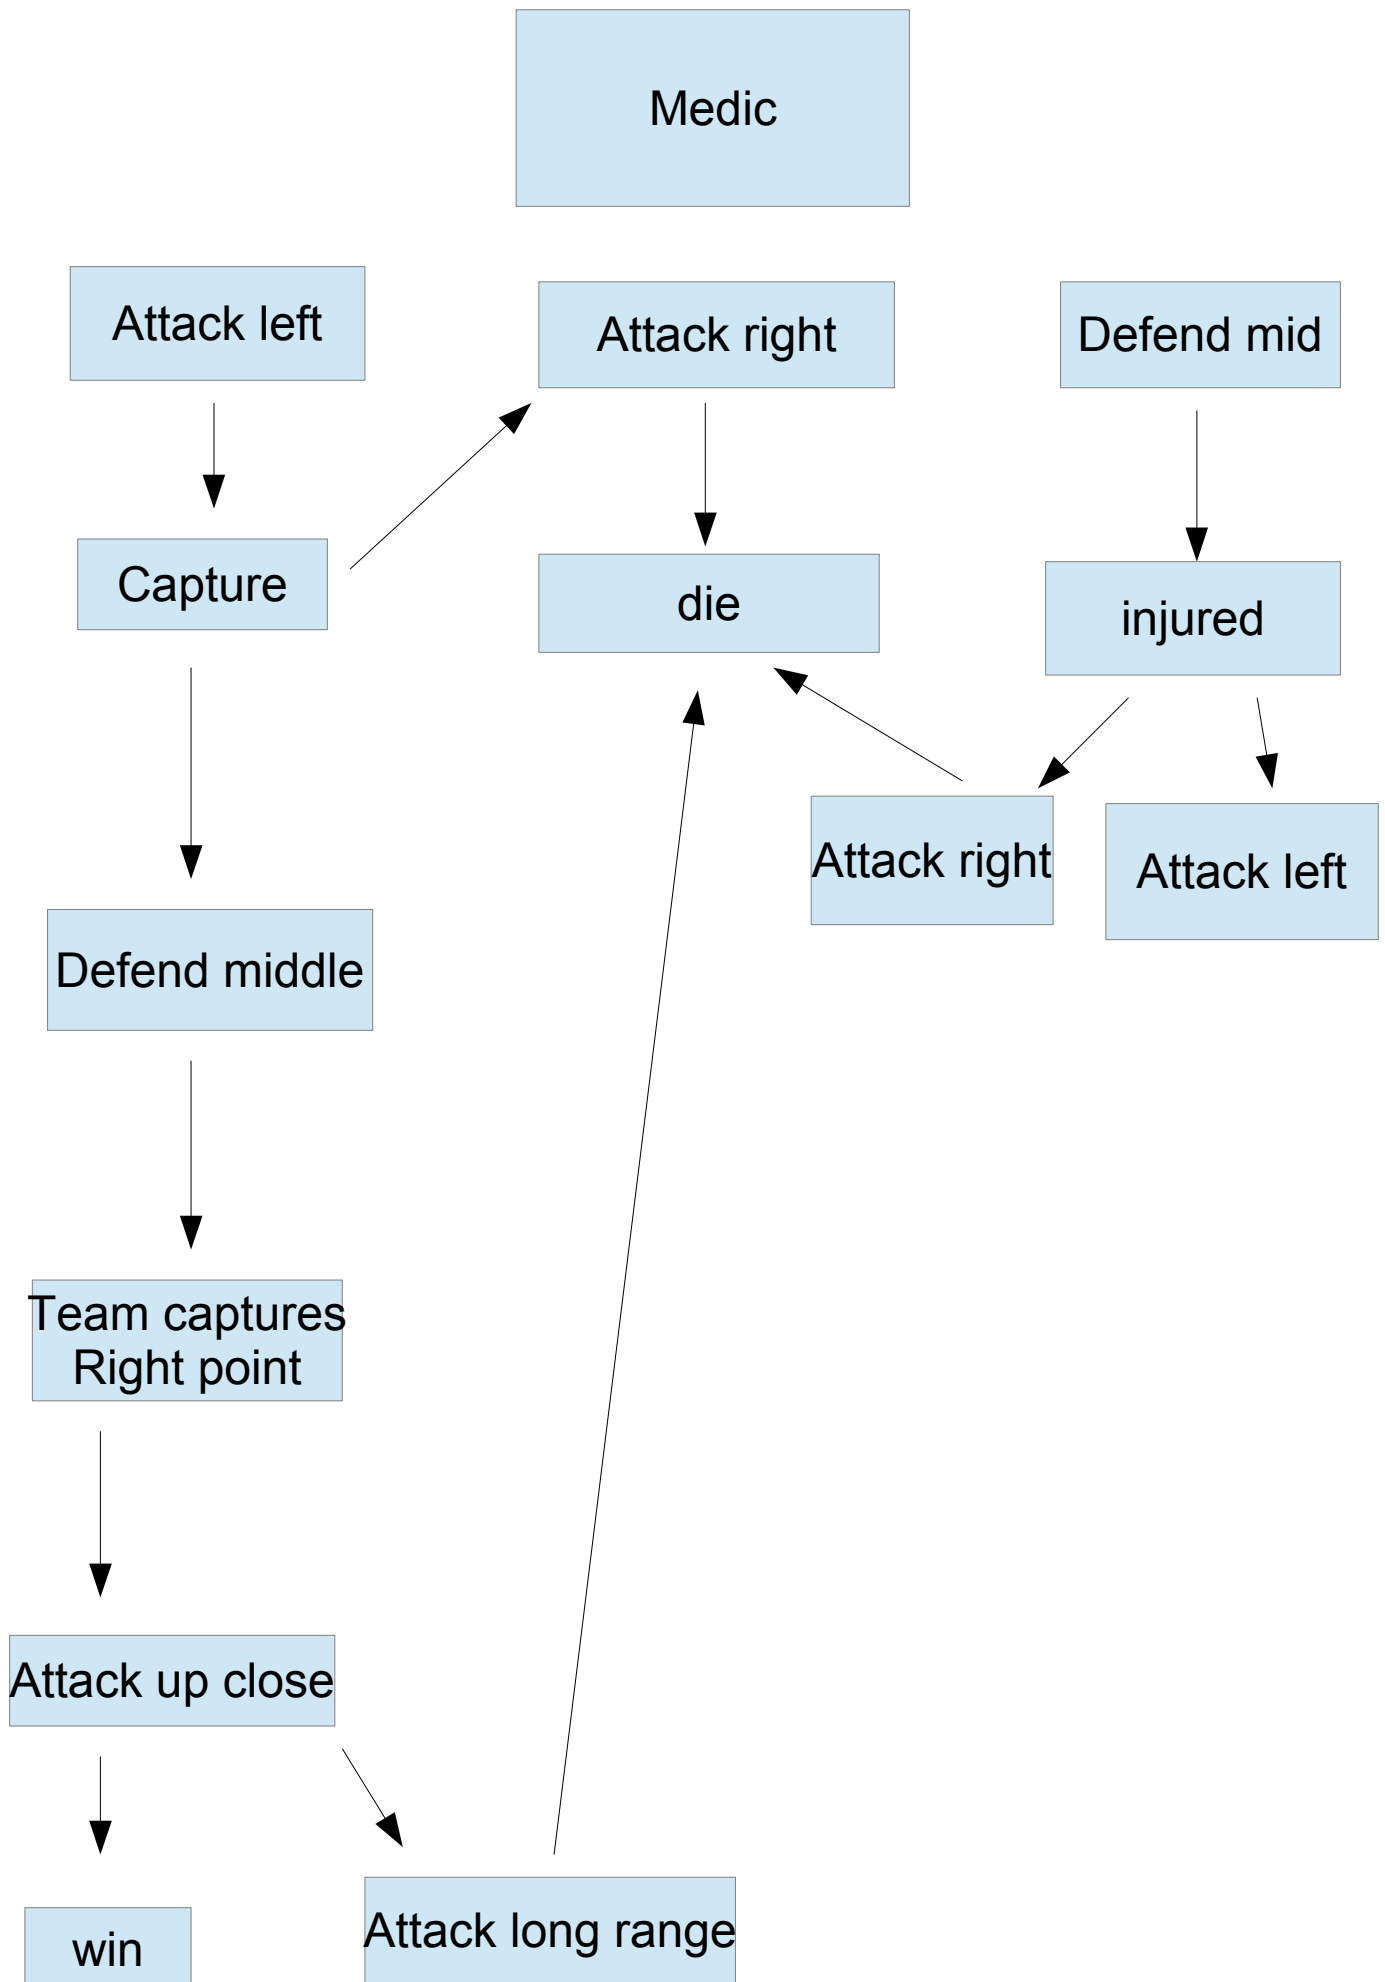 Medic
Attack left
Attack right
Defend mid
Capture
die
injured
Attack right
Attack left
Defend middle
Team captures
Right point
Attack up close
Attack long range
win